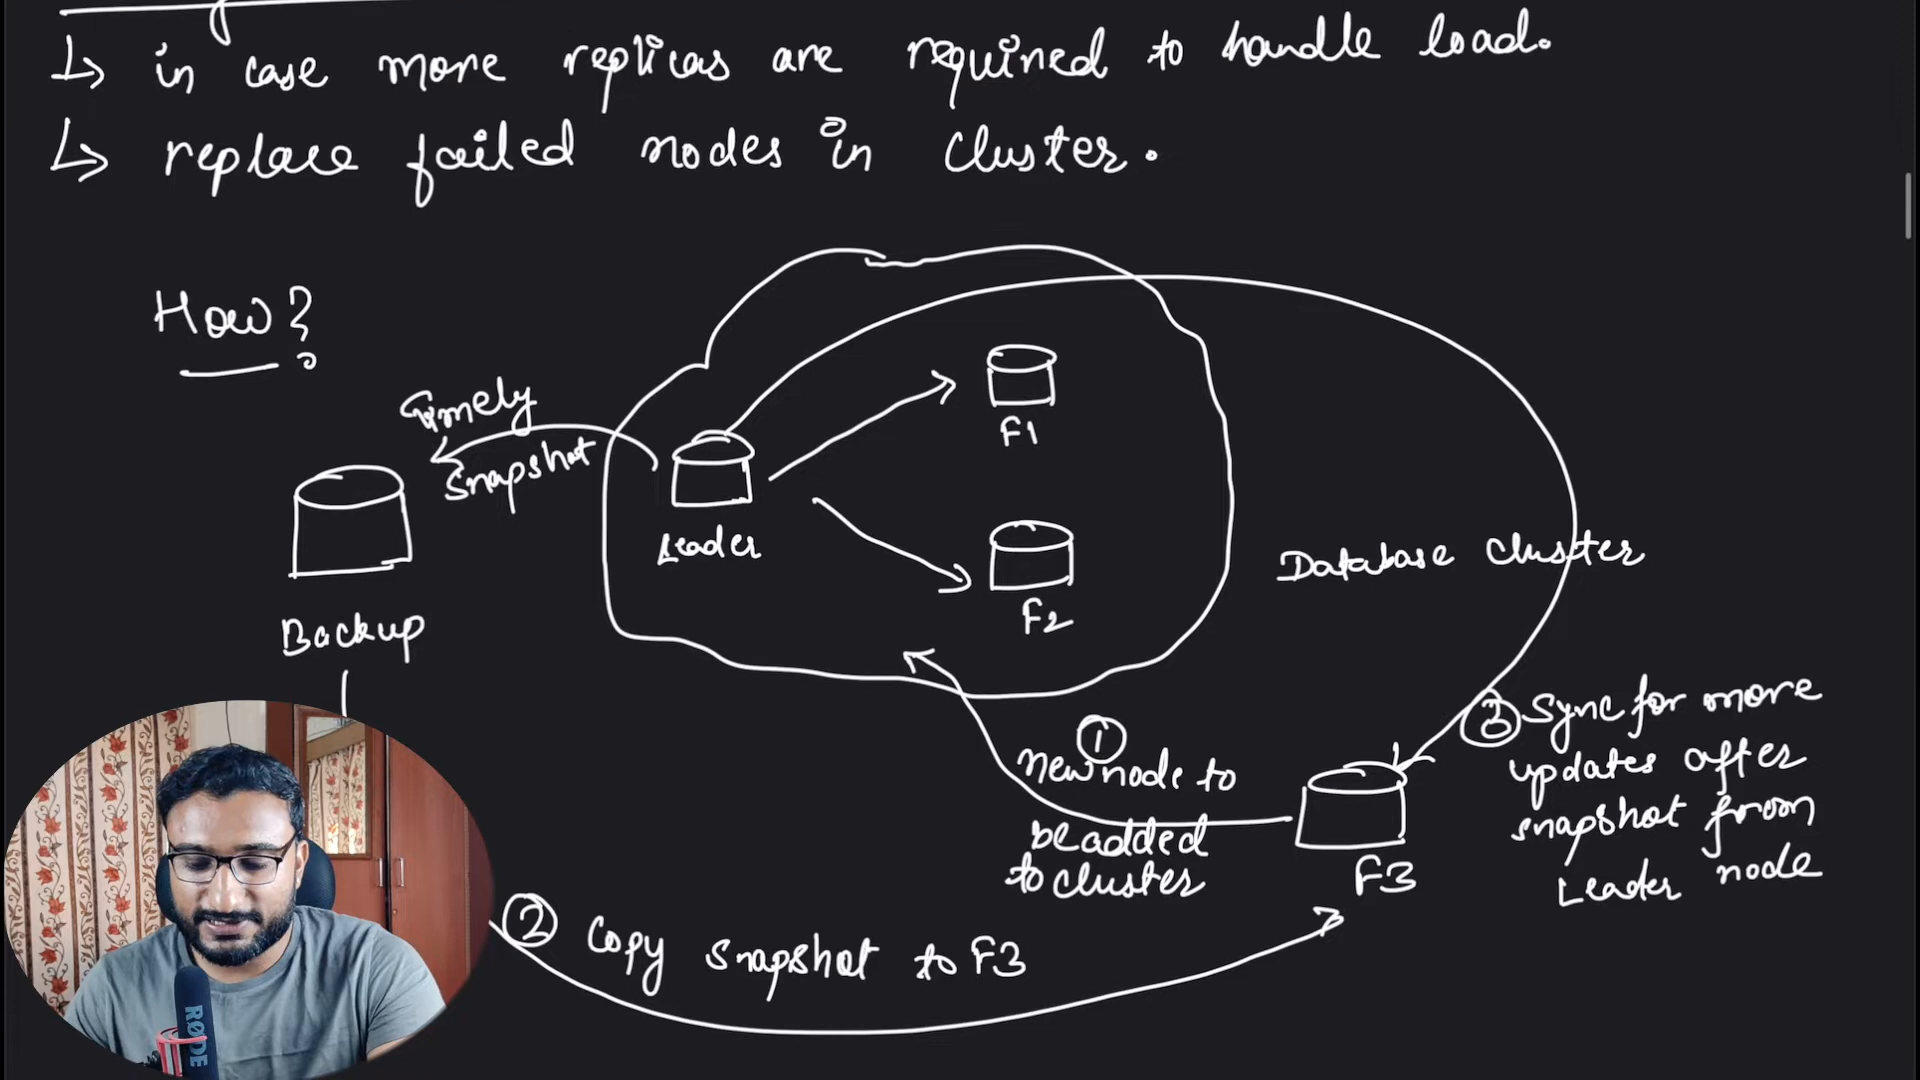 ↳ in case more replicas are required to handle load.
↳ replace failed nodes in cluster.
How?
Timely
Snapshot
Leader
F1
F2
Database cluster
Backup
① New node to
be added
to cluster
F3
③ Sync for more
updates after
snapshot from
Leader node
② Copy snapshot to F3
RØDE